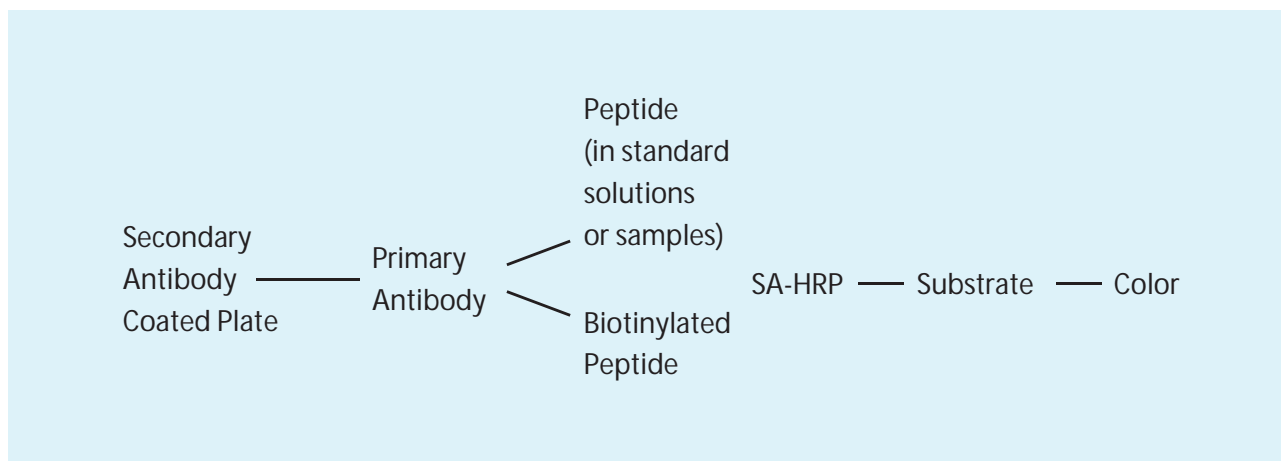 Secondary
Antibody
Coated Plate
Primary
Antibody
Peptide
(in standard
solutions
or samples)
Biotinylated
Peptide
SA-HRP
Substrate
Color